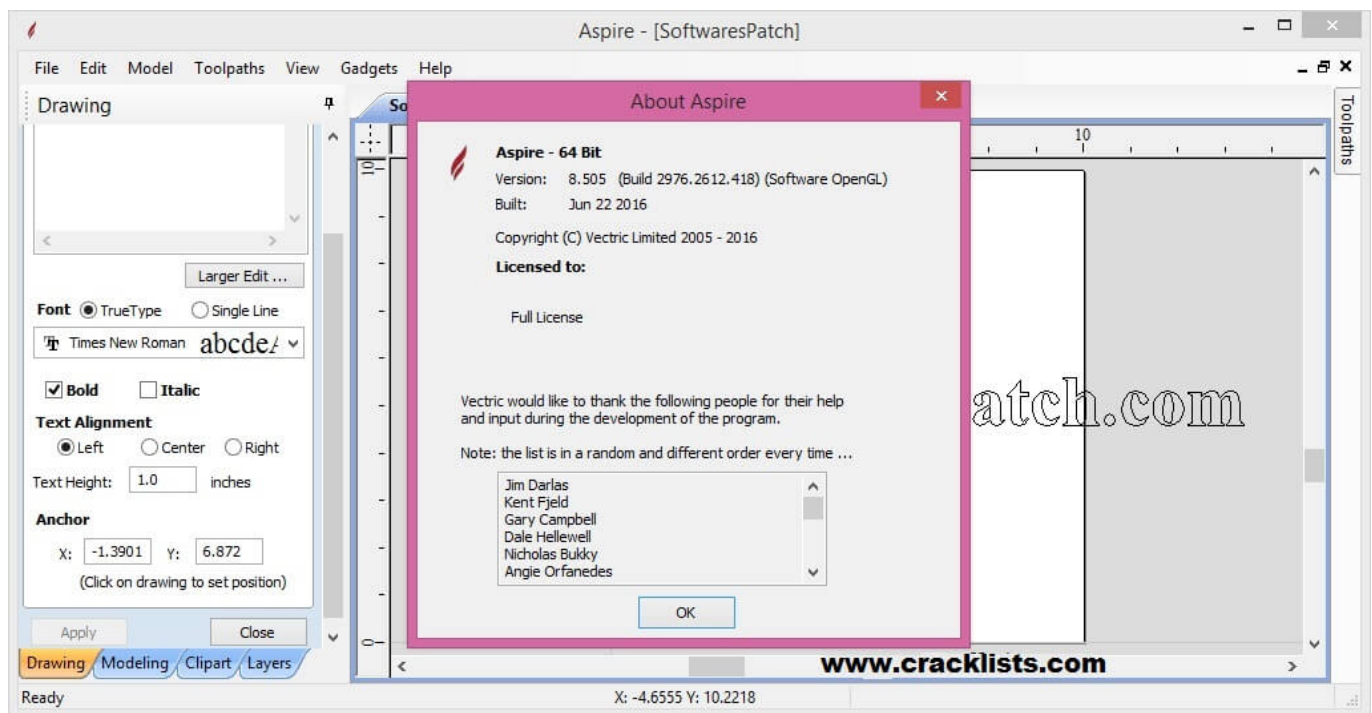 Aspire - [SoftwaresPatch]
File Edit Model Toolpaths View Gadgets Help
Drawing
Larger Edit ...
Font TrueType Single Line
Times New Roman abcde
Bold Italic
Text Alignment
Left Center Right
Text Height: 1.0 inches
Anchor
X: -1.3901 Y: 6.872
(Click on drawing to set position)
Apply Close
Drawing Modeling Clipart Layers
Ready
X: -4.6555 Y: 10.2218
So
10
10
0
About Aspire
Aspire - 64 Bit
Version: 8.505 (Build 2976.2612.418) (Software OpenGL)
Built: Jun 22 2016
Copyright (C) Vectric Limited 2005 - 2016
Licensed to:
Full License
Vectric would like to thank the following people for their help
and input during the development of the program.
Note: the list is in a random and different order every time ...
Jim Darlas
Kent Fjeld
Gary Campbell
Dale Hellewell
Nicholas Bukky
Angie Orfanedes
OK
atch.com
www.cracklists.com
Toolpaths